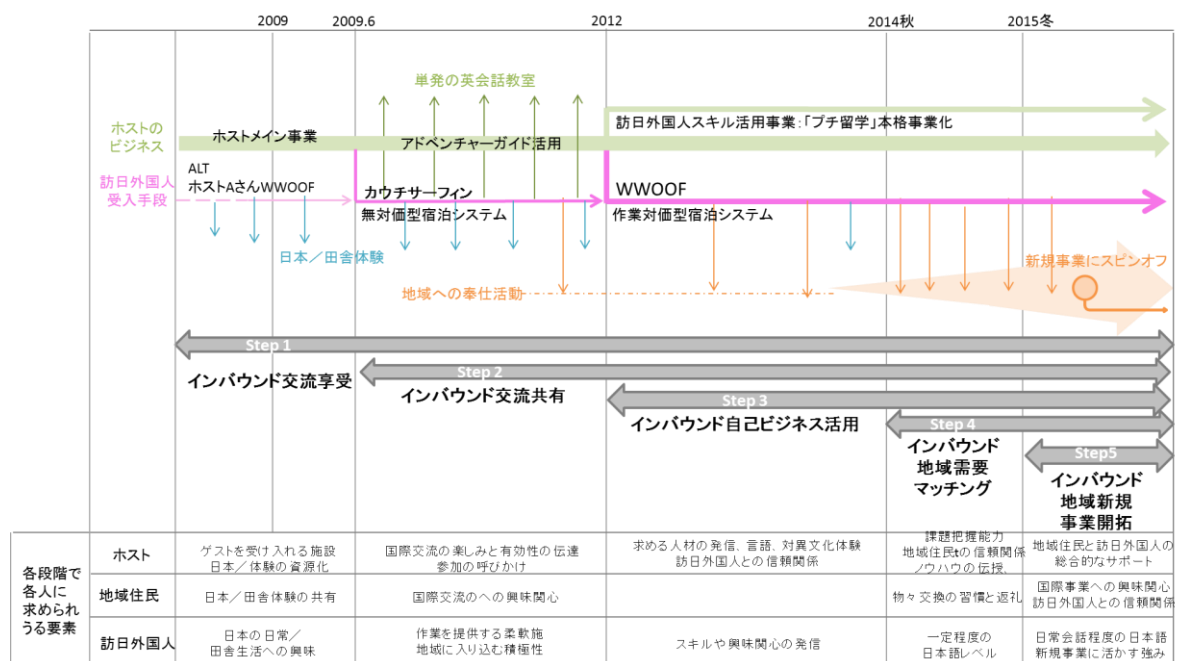 2009
2009.6
2012
2014秋
2015冬
単発の英会話教室
ホストの
ビジネス
ホストメイン事業
アドベンチャーガイド活用
訪日外国人スキル活用事業:「プチ留学」本格事業化
訪日外国人
受入手段
ALT
ホストAさんWWOOF
カウチサーフィン
無対価型宿泊システム
WWOOF
作業対価型宿泊システム
日本/田舎体験
地域への奉仕活動
新規事業にスピンオフ
Step 1
インバウンド交流享受
Step 2
インバウンド交流共有
Step 3
インバウンド自己ビジネス活用
Step 4
インバウンド
地域需要
マッチング
Step5
インバウンド
地域新規
事業開拓
各段階で
各人に
求められ
うる要素
ホスト
ゲストを受け入れる施設
日本/体験の資源化
国際交流の楽しみと有効性の伝達
参加の呼びかけ
求める人材の発信、言語、対異文化体験
訪日外国人との信頼関係
課題把握能力
地域住民tの信頼関係
ノウハウの伝授、
地域住民と訪日外国人の
総合的なサポート
地域住民
日本/田舎体験の共有
国際交流のへの興味関心
物々交換の習慣と返礼
国際事業への興味関心
訪日外国人との信頼関係
訪日外国人
日本の日常/
田舎生活への興味
作業を提供する柔軟施
地域に入り込む積極性
スキルや興味関心の発信
一定程度の
日本語レベル
日常会話程度の日本語
新規事業に活かす強み